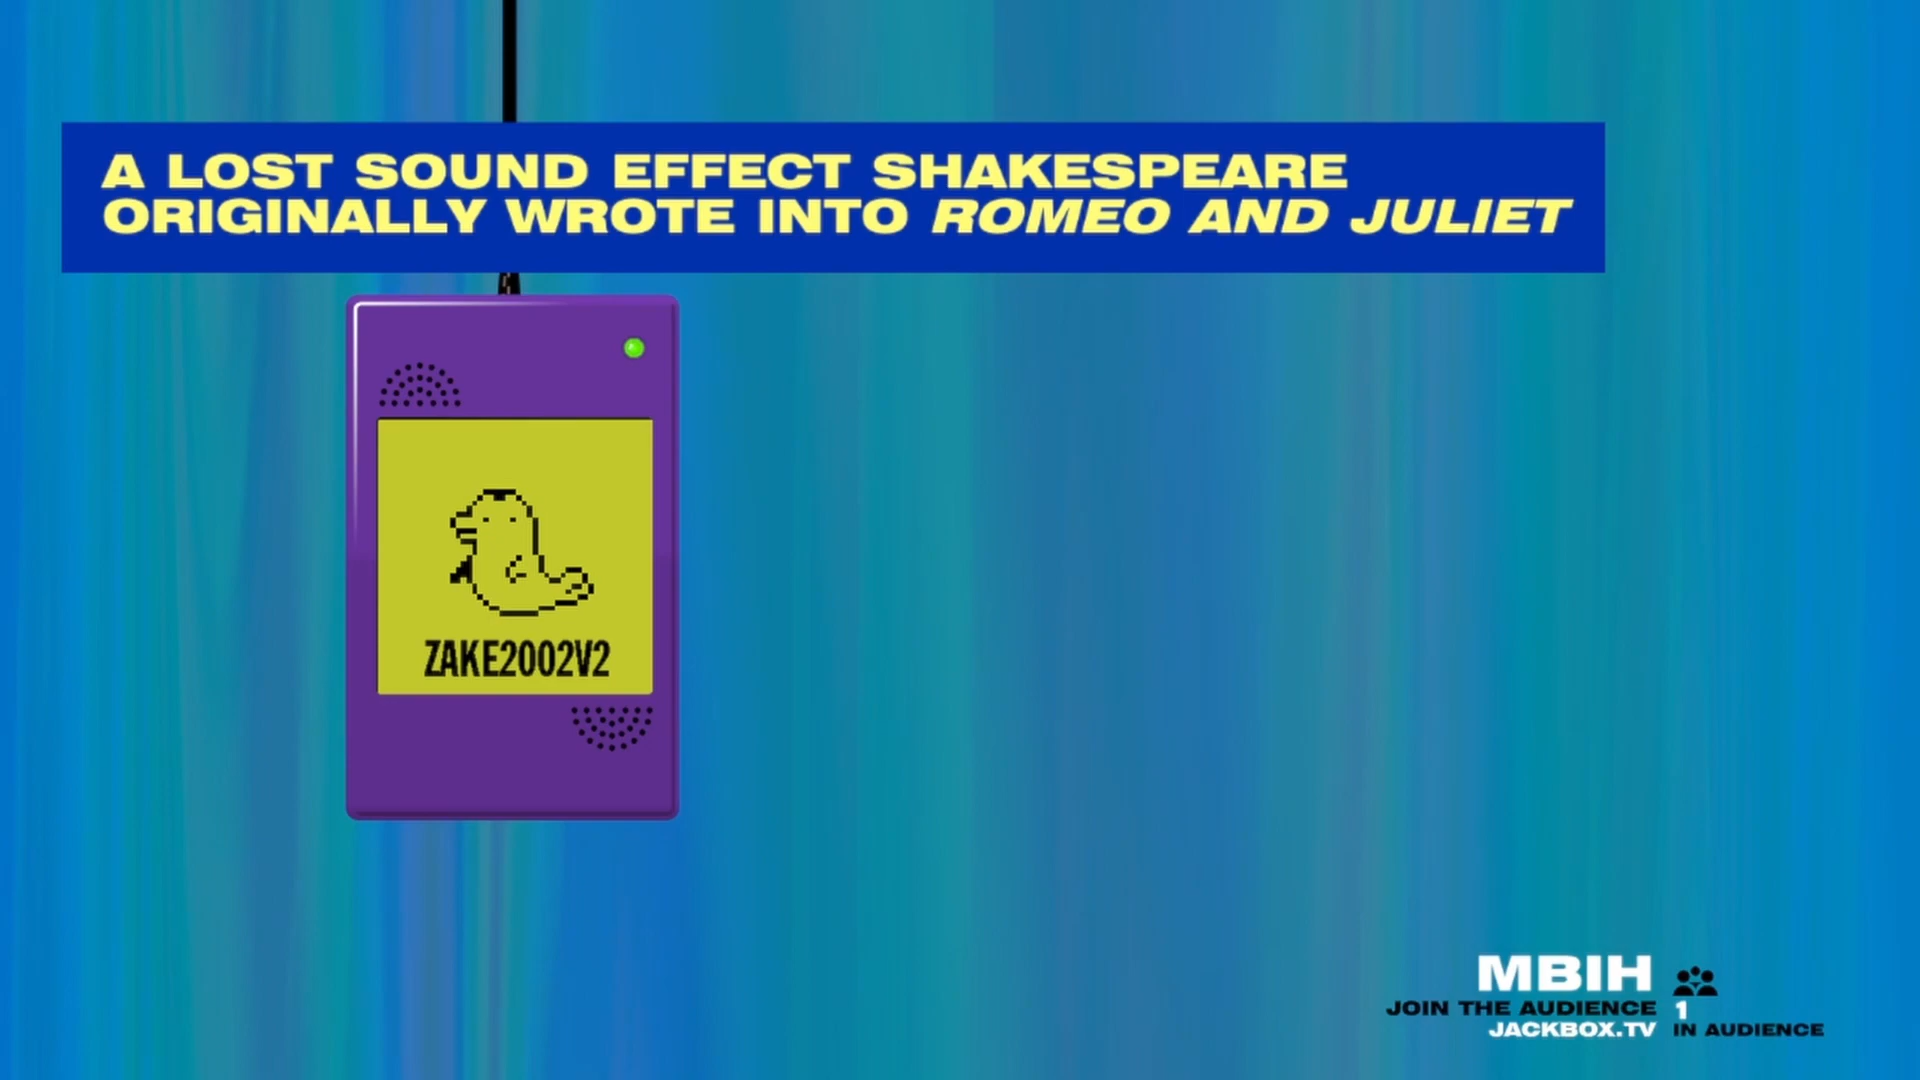 A LOST SOUND EFFECT SHAKESPEARE
ORIGINALLY WROTE INTO ROMEO AND JULIET
ZAKE2002V2
MBIH
JOIN THE AUDIENCE 1
JACKBOX.TV IN AUDIENCE